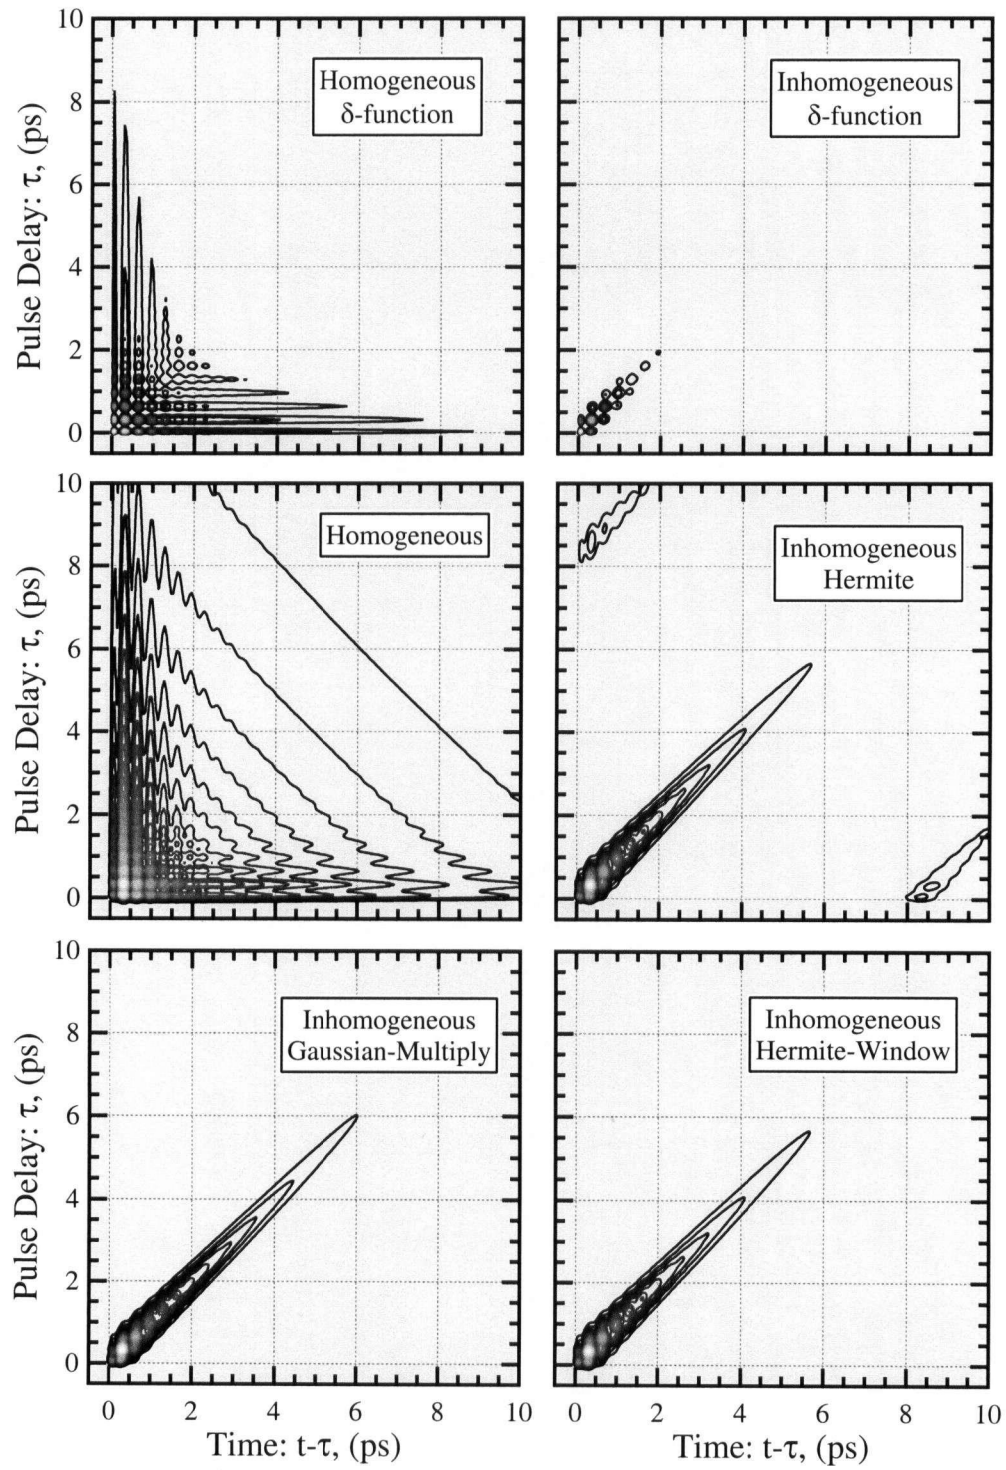 10
8
6
4
2
0
Pulse Delay: τ, (ps)
Homogeneous
δ-function
Inhomogeneous
δ-function
10
8
6
4
2
0
Pulse Delay: τ, (ps)
Homogeneous
Inhomogeneous
Hermite
10
8
6
4
2
0
Pulse Delay: τ, (ps)
Inhomogeneous
Gaussian-Multiply
Inhomogeneous
Hermite-Window
0 2 4 6 8 10
0 2 4 6 8 10
Time: t-τ, (ps)
Time: t-τ, (ps)